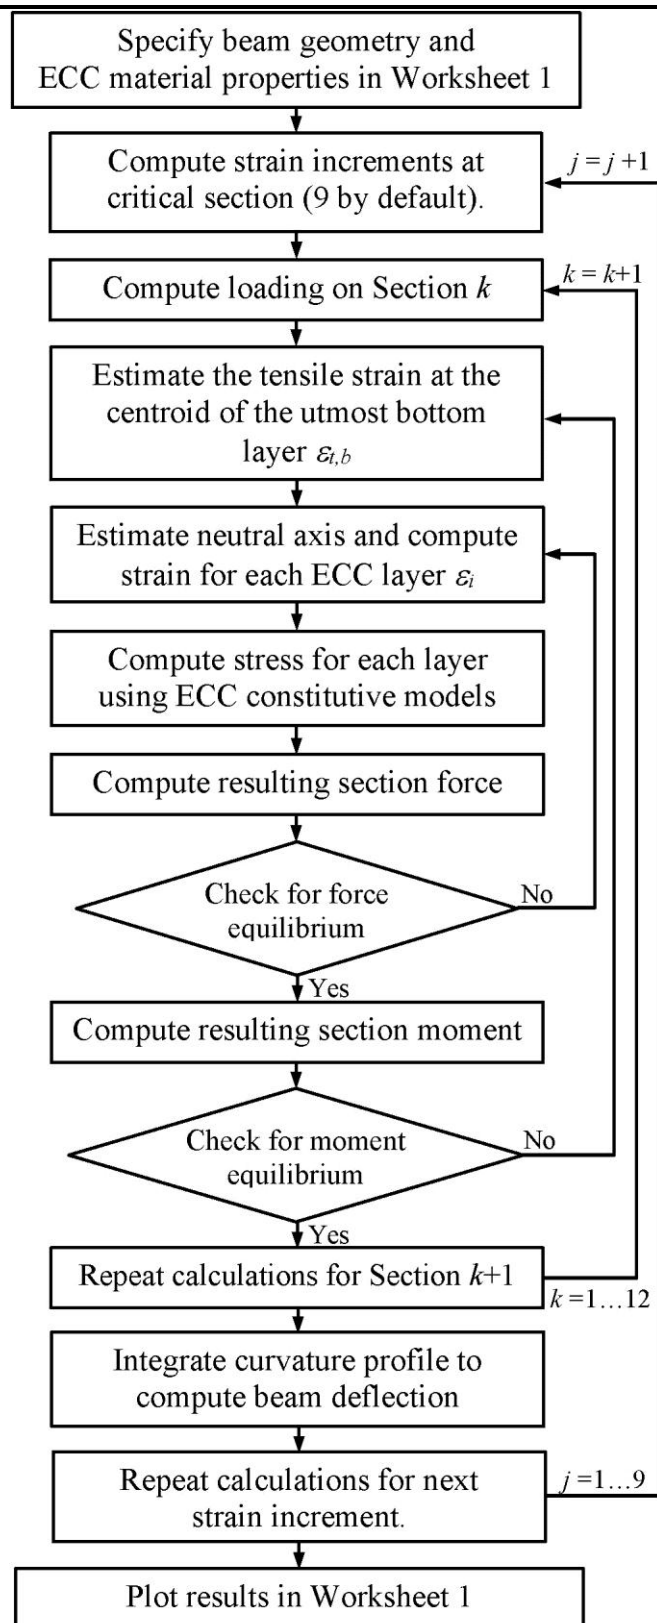 Specify beam geometry and
ECC material properties in Worksheet 1
Compute strain increments at
critical section (9 by default).
j = j +1
Compute loading on Section k
k = k+1
Estimate the tensile strain at the
centroid of the utmost bottom
layer εt,b
Estimate neutral axis and compute
strain for each ECC layer εi
Compute stress for each layer
using ECC constitutive models
Compute resulting section force
Check for force
equilibrium
No
Yes
Compute resulting section moment
Check for moment
equilibrium
No
Yes
Repeat calculations for Section k+1
k =1…12
Integrate curvature profile to
compute beam deflection
Repeat calculations for next
strain increment.
j =1…9
Plot results in Worksheet 1